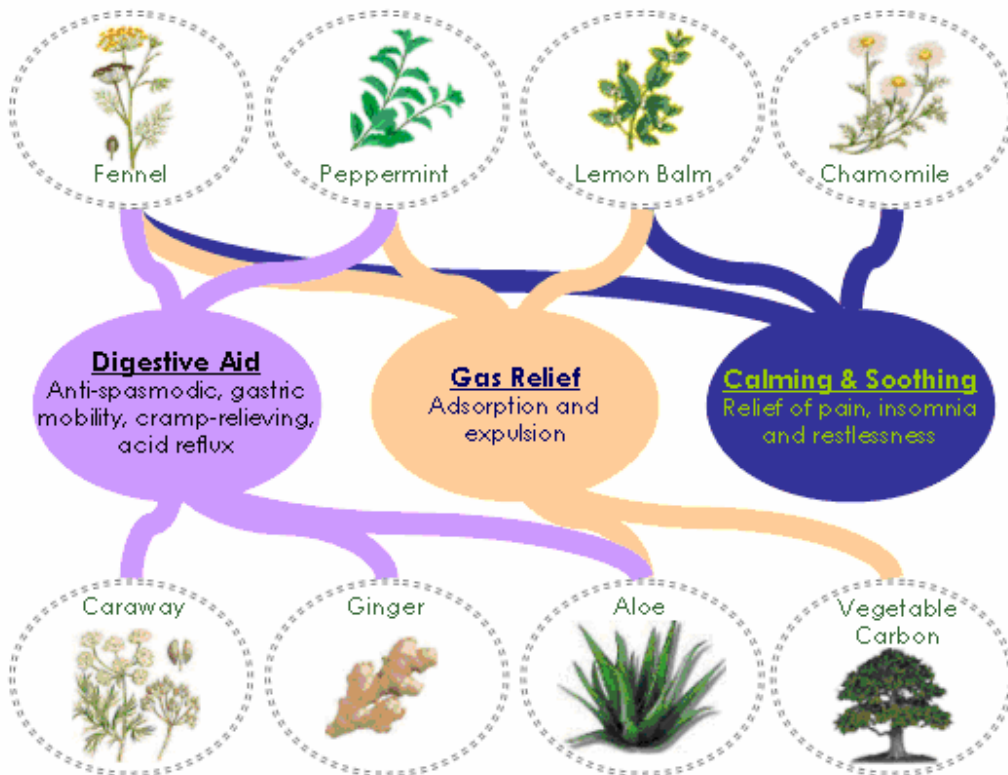 Fennel
Peppermint
Lemon Balm
Chamomile
Digestive Aid
Anti-spasmodic, gastric
mobility, cramp-relieving,
acid reflux
Gas Relief
Adsorption and
expulsion
Calming & Soothing
Relief of pain, insomnia
and restlessness
Caraway
Ginger
Aloe
Vegetable
Carbon